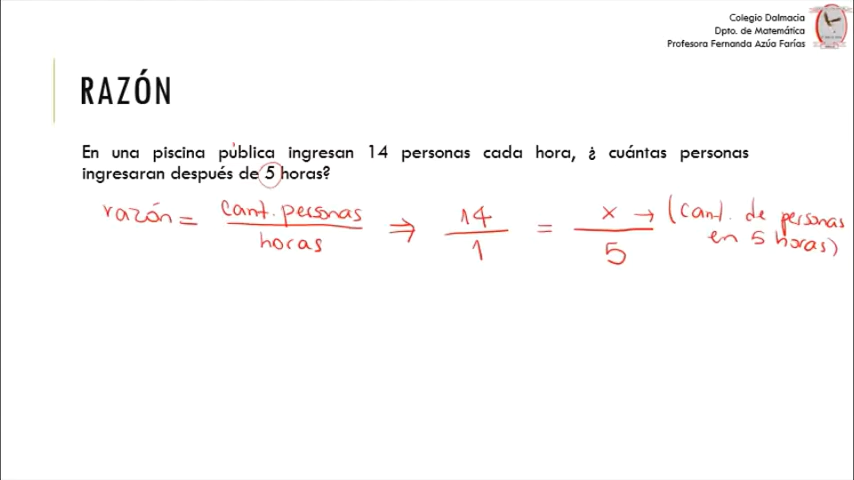 Colegio Dalmacia
Dpto. de Matemática
Profesora Fernanda Azúa Farías
RAZÓN
En una piscina pública ingresan 14 personas cada hora, ¿ cuántas personas
ingresaran después de 5 horas?
razón = cant. personas / horas ⇒ 14 / 1 = x / 5 → (cant. de personas
en 5 horas)